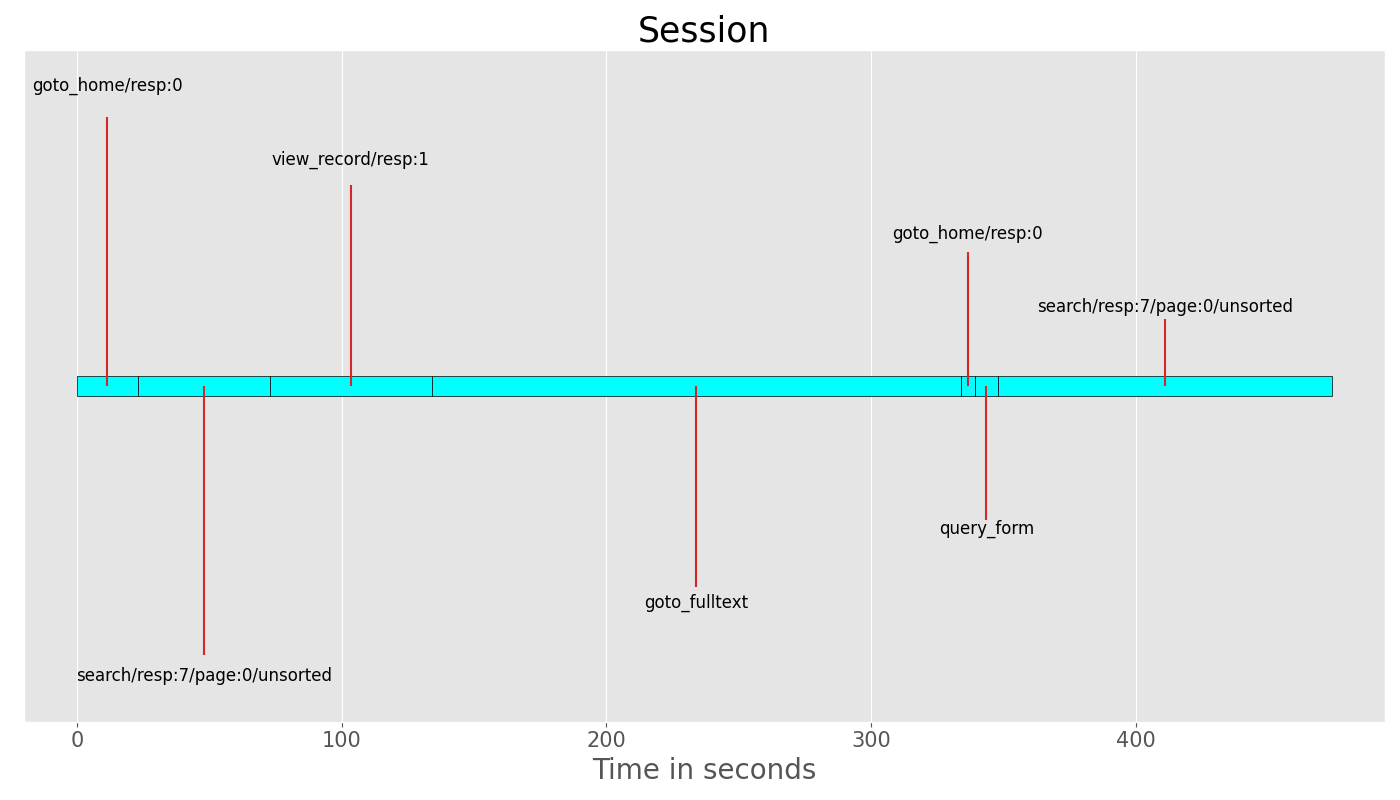 Session
goto_home/resp:0
view_record/resp:1
goto_home/resp:0
search/resp:7/page:0/unsorted
query_form
goto_fulltext
search/resp:7/page:0/unsorted
0 100 200 300 400
Time in seconds